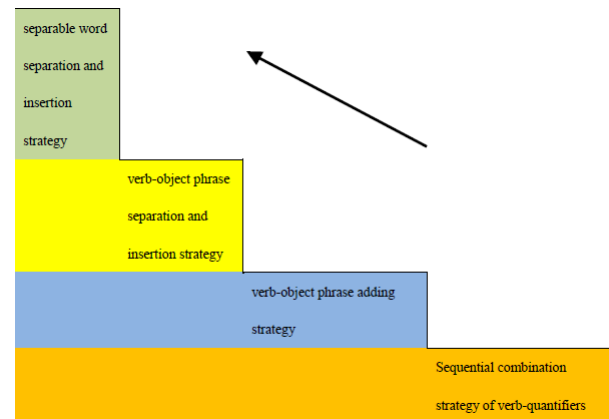 separable word
separation and
insertion
strategy
verb-object phrase
separation and
insertion strategy
verb-object phrase adding
strategy
Sequential combination
strategy of verb-quantifiers